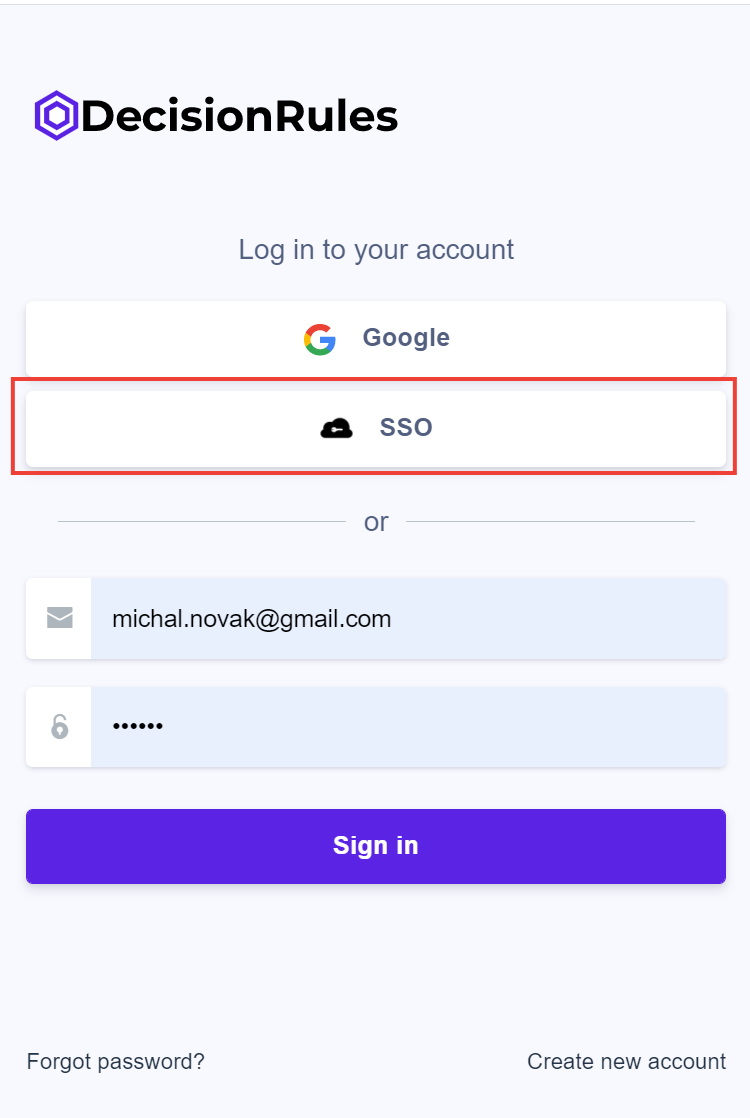 DecisionRules
Log in to your account
Google
SSO
or
michal.novak@gmail.com
••••••
Sign in
Forgot password?
Create new account